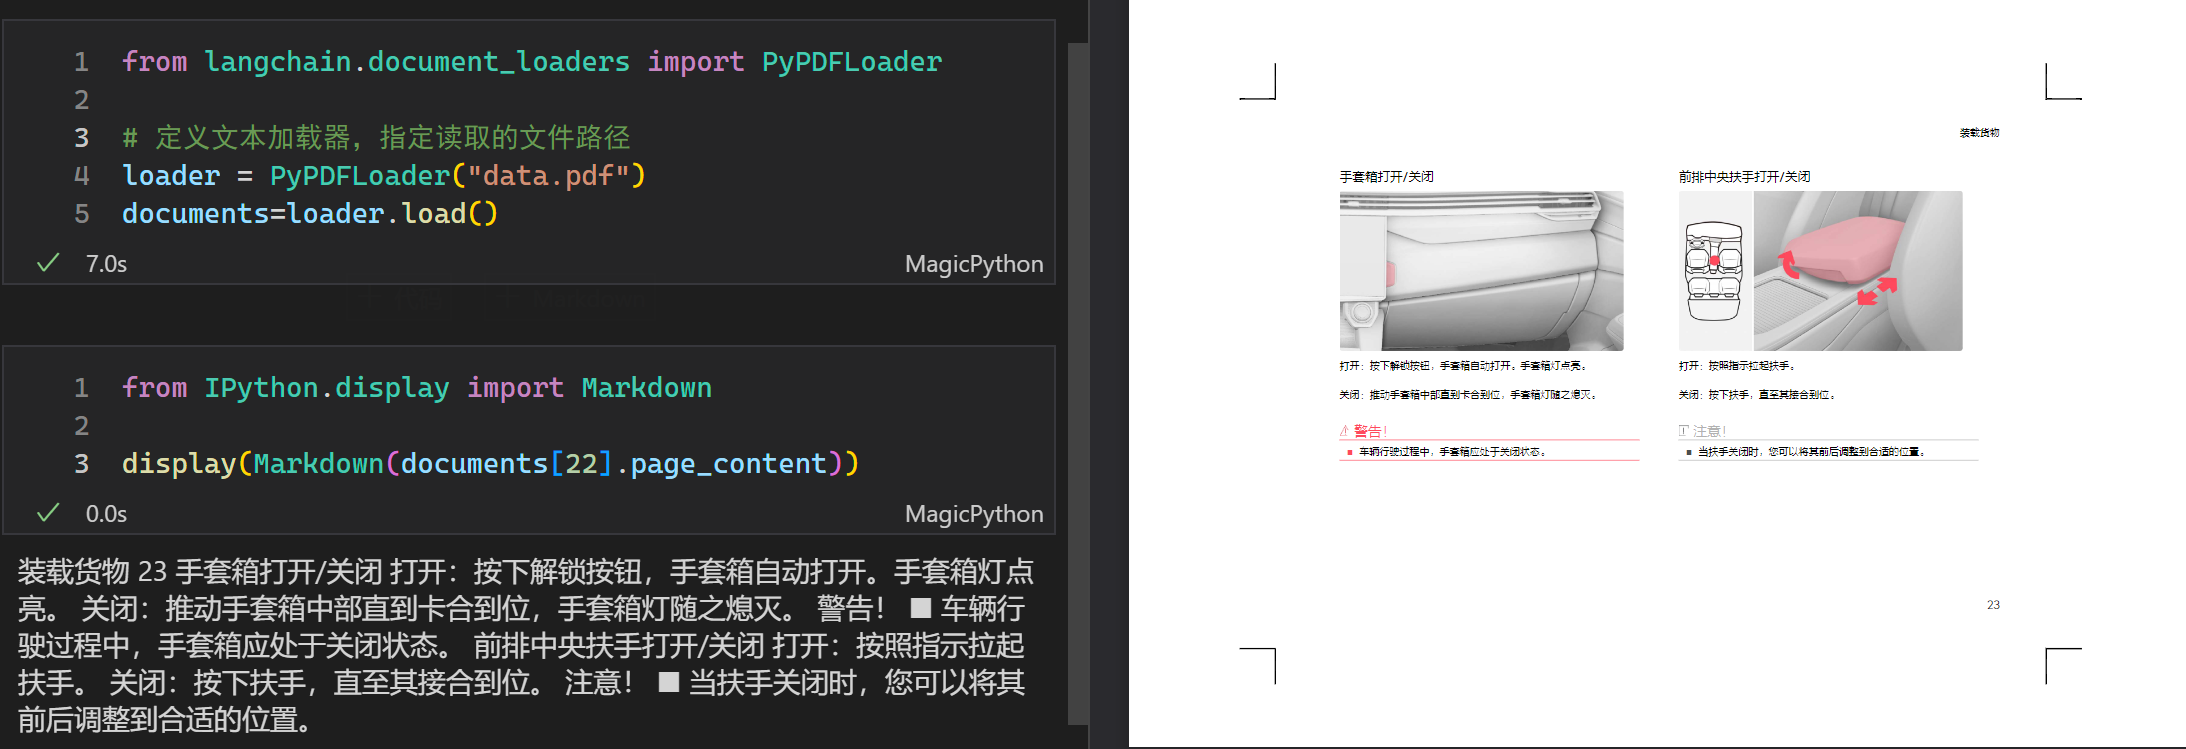 1 from langchain.document_loaders import PyPDFLoader
2
3 # 定义文本加载器，指定读取的文件路径
4 loader = PyPDFLoader("data.pdf")
5 documents=loader.load()
7.0s
MagicPython
1 from IPython.display import Markdown
2
3 display(Markdown(documents[22].page_content))
0.0s
MagicPython
装载货物 23 手套箱打开/关闭 打开：按下解锁按钮，手套箱自动打开。手套箱灯点
亮。 关闭：推动手套箱中部直到卡合到位，手套箱灯随之熄灭。 警告！ ■ 车辆行
驶过程中，手套箱应处于关闭状态。 前排中央扶手打开/关闭 打开：按照指示拉起
扶手。 关闭：按下扶手，直至其接合到位。 注意！ ■ 当扶手关闭时，您可以将其
前后调整到合适的位置。
装载货物
手套箱打开/关闭
打开：按下解锁按钮，手套箱自动打开。手套箱灯点亮。
关闭：推动手套箱中部直到卡合到位，手套箱灯随之熄灭。
警告！
■ 车辆行驶过程中，手套箱应处于关闭状态。
前排中央扶手打开/关闭
打开：按照指示拉起扶手。
关闭：按下扶手，直至其接合到位。
注意！
■ 当扶手关闭时，您可以将其前后调整到合适的位置。
23